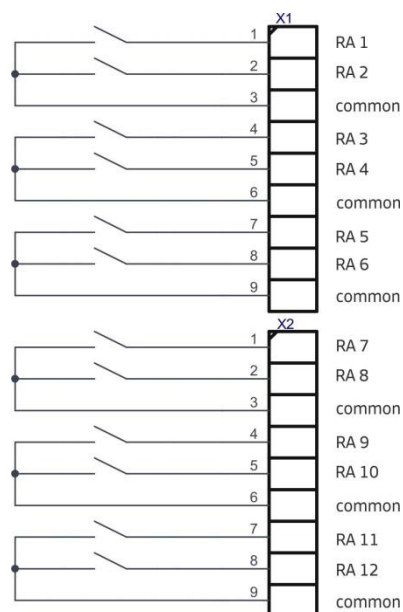 X1
1 RA 1
2 RA 2
3 common
4 RA 3
5 RA 4
6 common
7 RA 5
8 RA 6
9 common
X2
1 RA 7
2 RA 8
3 common
4 RA 9
5 RA 10
6 common
7 RA 11
8 RA 12
9 common